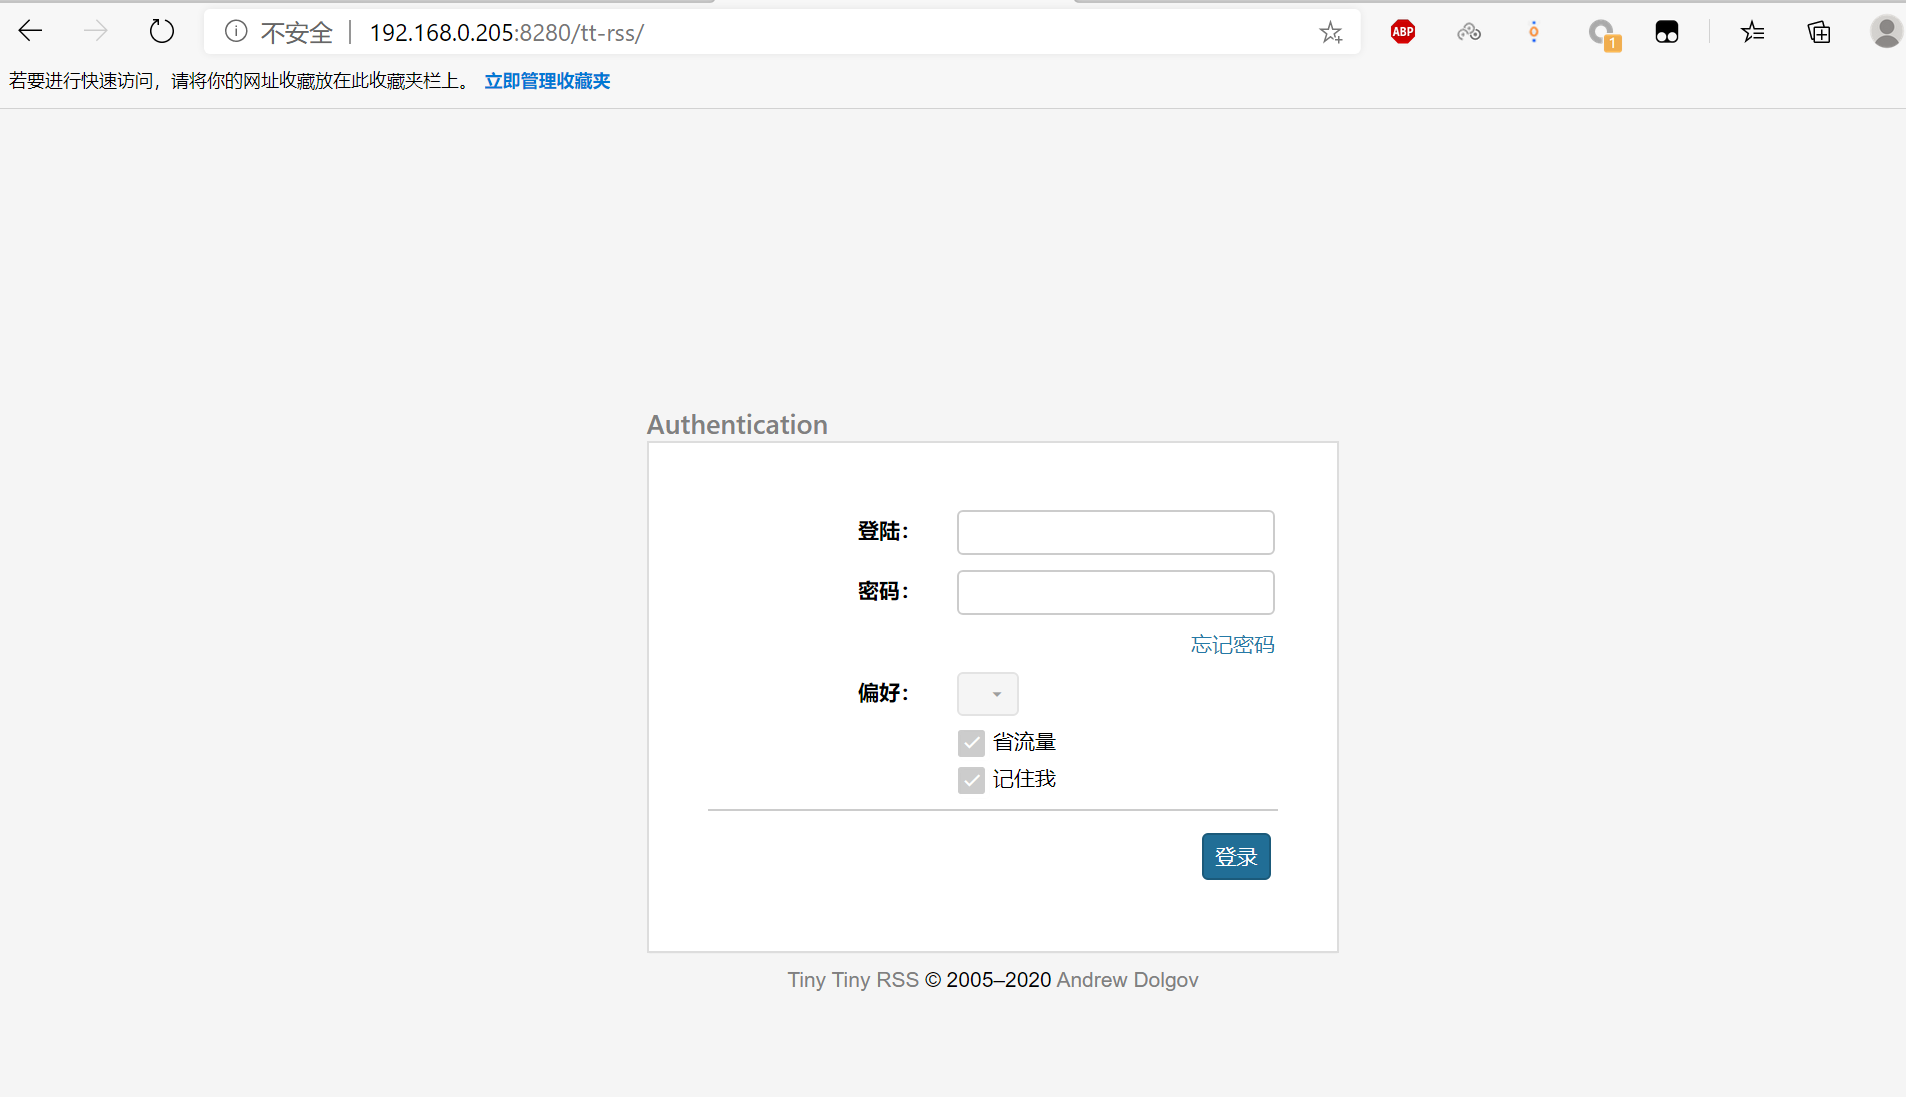 不安全 | 192.168.0.205:8280/tt-rss/
ABP
1
若要进行快速访问，请将你的网址收藏放在此收藏夹栏上。 立即管理收藏夹
Authentication
登陆：
密码：
忘记密码
偏好：
省流量
记住我
登录
Tiny Tiny RSS © 2005–2020 Andrew Dolgov